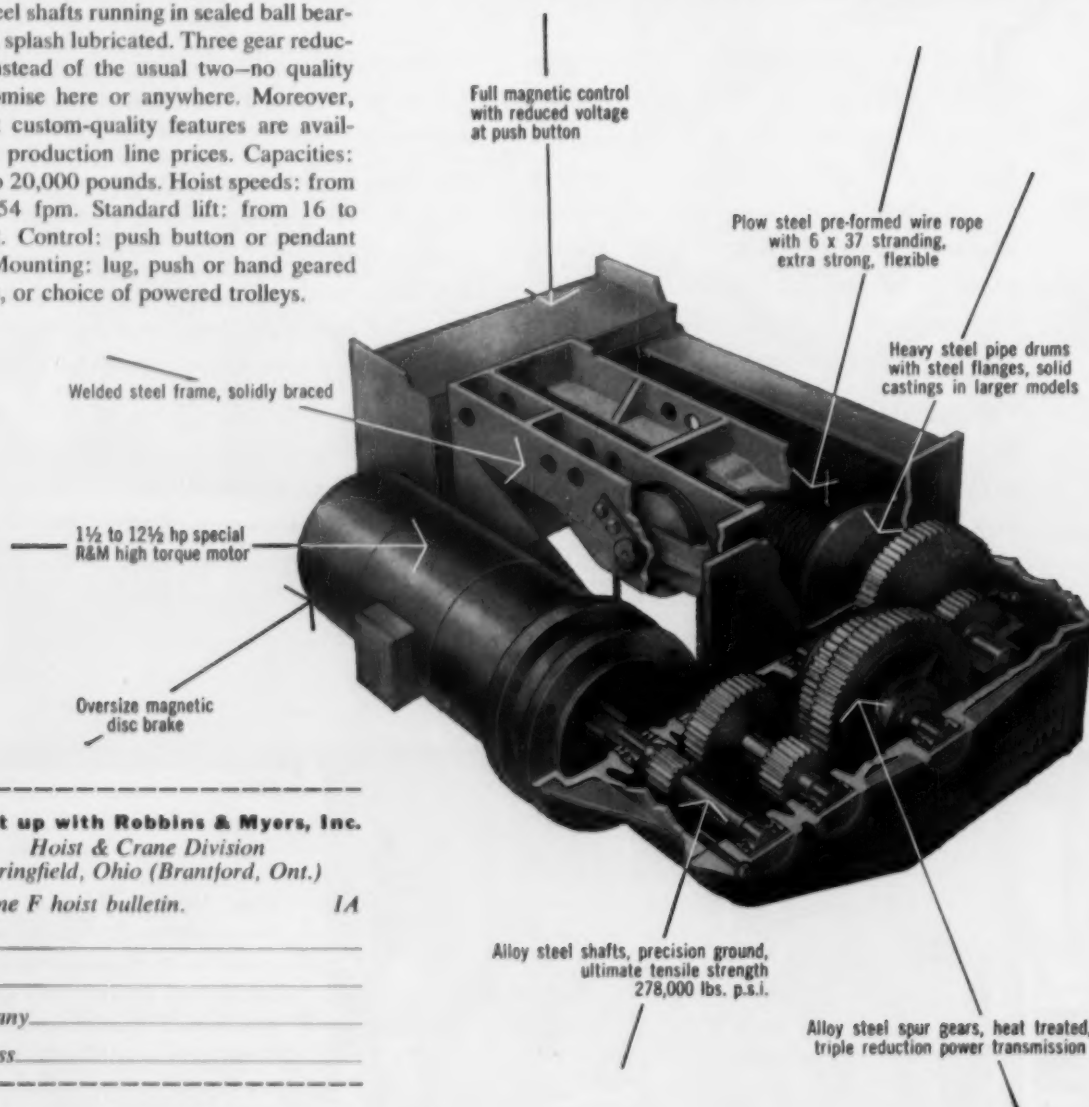 eel shafts running in sealed ball bear-
splash lubricated. Three gear reduc-
nstead of the usual two—no quality
omise here or anywhere. Moreover,
custom-quality features are avail-
production line prices. Capacities:
o 20,000 pounds. Hoist speeds: from
54 fpm. Standard lift: from 16 to
. Control: push button or pendant
Mounting: lug, push or hand geared
, or choice of powered trolleys.
Full magnetic control
with reduced voltage
at push button
Plow steel pre-formed wire rope
with 6 x 37 stranding,
extra strong, flexible
Heavy steel pipe drums
with steel flanges, solid
castings in larger models
Welded steel frame, solidly braced
1½ to 12½ hp special
R&M high torque motor
Oversize magnetic
disc brake
t up with Robbins & Myers, Inc.
Hoist & Crane Division
ringfield, Ohio (Brantford, Ont.)
me F hoist bulletin. IA
any
ss
Alloy steel shafts, precision ground,
ultimate tensile strength
278,000 lbs. p.s.i.
Alloy steel spur gears, heat treated,
triple reduction power transmission